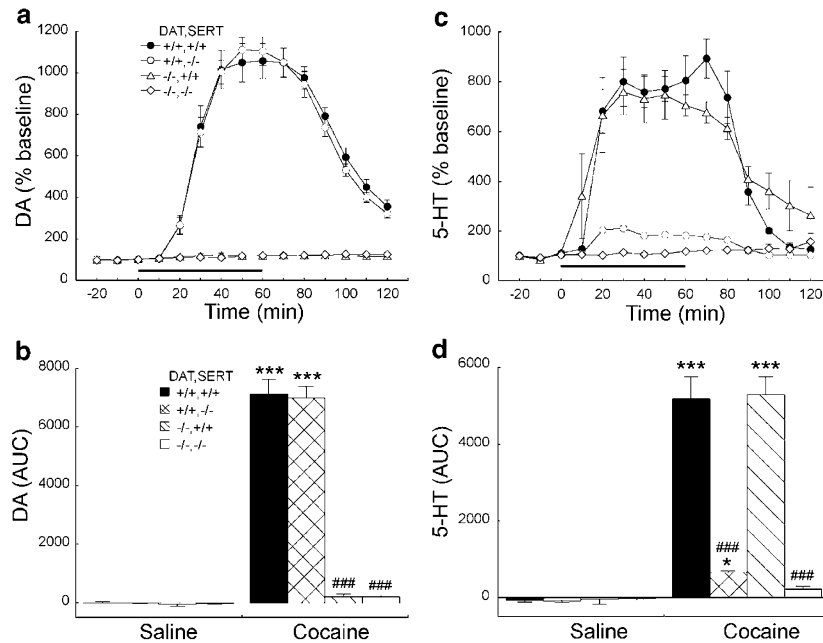 a
DAT,SERT
+/+,+/+
+/+,-/-
-/-,+/+
-/-,-/-
DA (% baseline)
1200
1000
800
600
400
200
0
-20 0 20 40 60 80 100 120
Time (min)
c
5-HT (% baseline)
1000
800
600
400
200
0
-20 0 20 40 60 80 100 120
Time (min)
b
DAT,SERT
+/+,+/+
+/+,-/-
-/-,+/+
-/-,-/-
DA (AUC)
8000
6000
4000
2000
0
*** ***
### ###
Saline Cocaine
d
5-HT (AUC)
6000
4000
2000
0
*** ***
###
*
###
Saline Cocaine